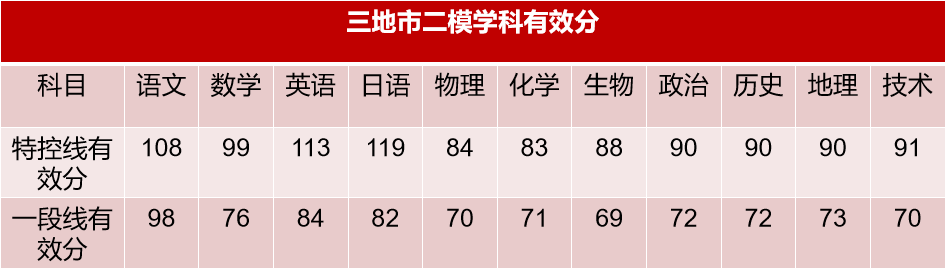 三地市二模学科有效分
科目 语文 数学 英语 日语 物理 化学 生物 政治 历史 地理 技术
特控线有效分 108 99 113 119 84 83 88 90 90 90 91
一段线有效分 98 76 84 82 70 71 69 72 72 73 70